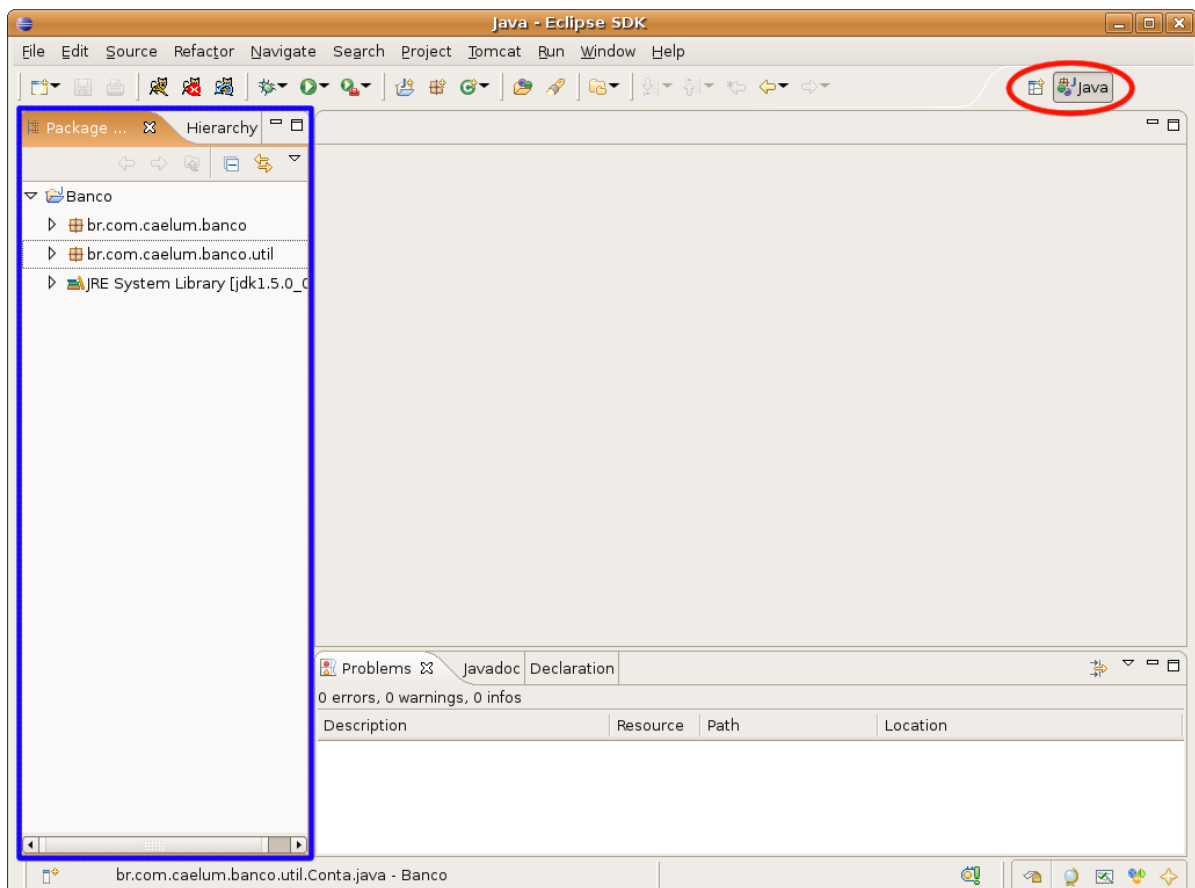 Java - Eclipse SDK
File Edit Source Refactor Navigate Search Project Tomcat Run Window Help
Java
Package ... Hierarchy
Banco
br.com.caelum.banco
br.com.caelum.banco.util
JRE System Library [jdk1.5.0_0
Problems Javadoc Declaration
0 errors, 0 warnings, 0 infos
Description Resource Path Location
br.com.caelum.banco.util.Conta.java - Banco